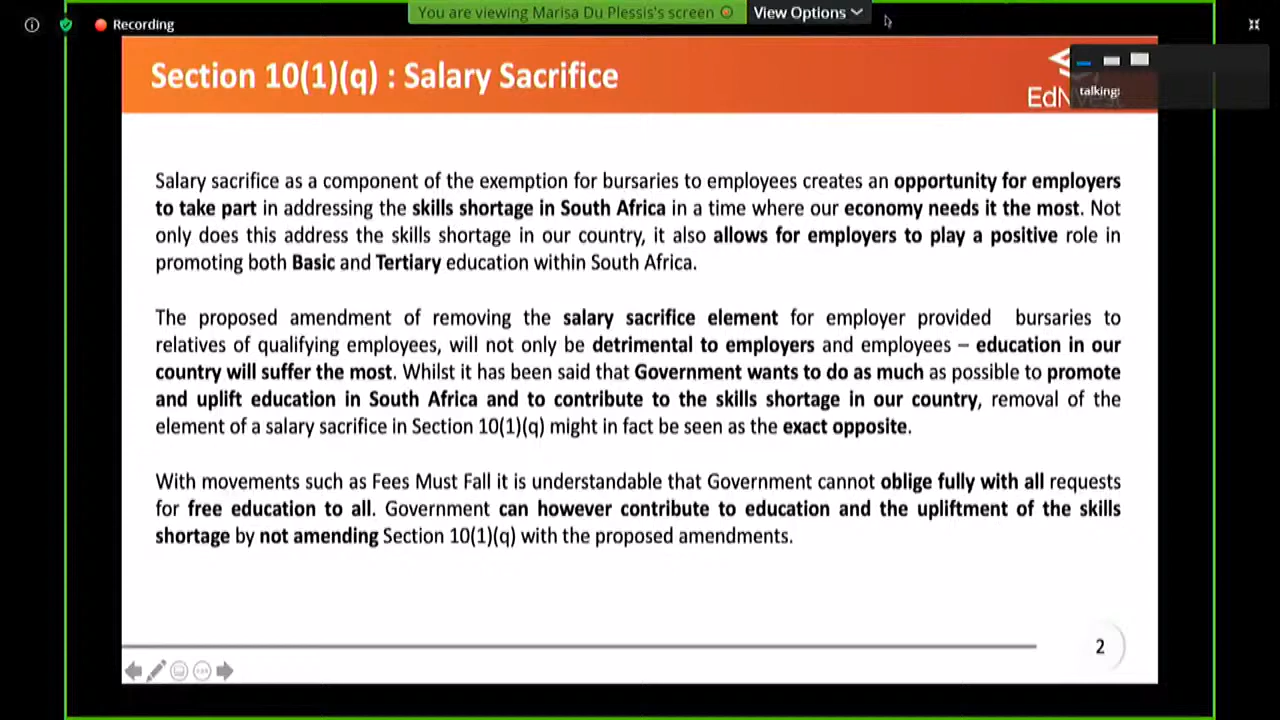 You are viewing Marisa Du Plessis's screen
View Options
Recording
Section 10(1)(q) : Salary Sacrifice
talking:
Salary sacrifice as a component of the exemption for bursaries to employees creates an opportunity for employers
to take part in addressing the skills shortage in South Africa in a time where our economy needs it the most. Not
only does this address the skills shortage in our country, it also allows for employers to play a positive role in
promoting both Basic and Tertiary education within South Africa.
The proposed amendment of removing the salary sacrifice element for employer provided bursaries to
relatives of qualifying employees, will not only be detrimental to employers and employees – education in our
country will suffer the most. Whilst it has been said that Government wants to do as much as possible to promote
and uplift education in South Africa and to contribute to the skills shortage in our country, removal of the
element of a salary sacrifice in Section 10(1)(q) might in fact be seen as the exact opposite.
With movements such as Fees Must Fall it is understandable that Government cannot oblige fully with all requests
for free education to all. Government can however contribute to education and the upliftment of the skills
shortage by not amending Section 10(1)(q) with the proposed amendments.
2